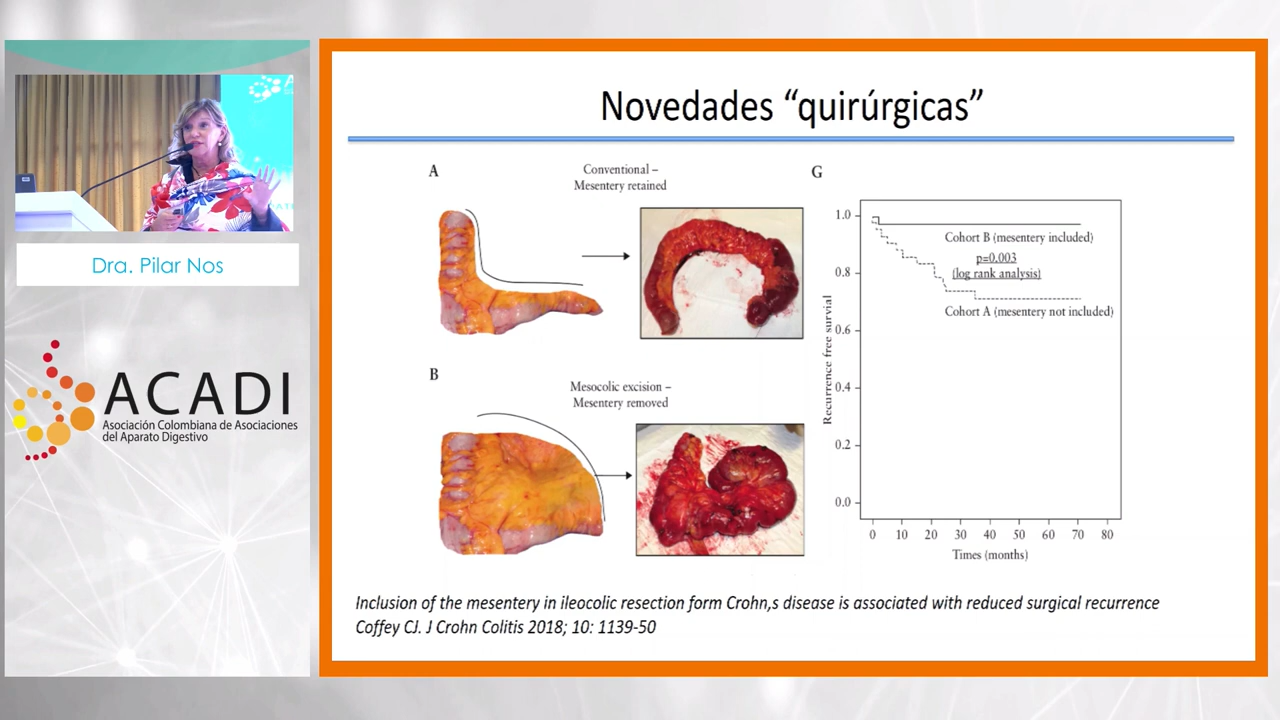 Dra. Pilar Nos
ACADI
Asociación Colombiana de Asociaciones
del Aparato Digestivo
Novedades “quirúrgicas”
A
Conventional –
Mesentery retained
B
Mesocolic excision –
Mesentery removed
G
Recurrence free survial
1.0
0.8
0.6
0.4
0.2
0.0
Cohort B (mesentery included)
p=0.003
(log rank analysis)
Cohort A (mesentery not included)
0 10 20 30 40 50 60 70 80
Times (months)
Inclusion of the mesentery in ileocolic resection form Crohn,s disease is associated with reduced surgical recurrence
Coffey CJ. J Crohn Colitis 2018; 10: 1139-50